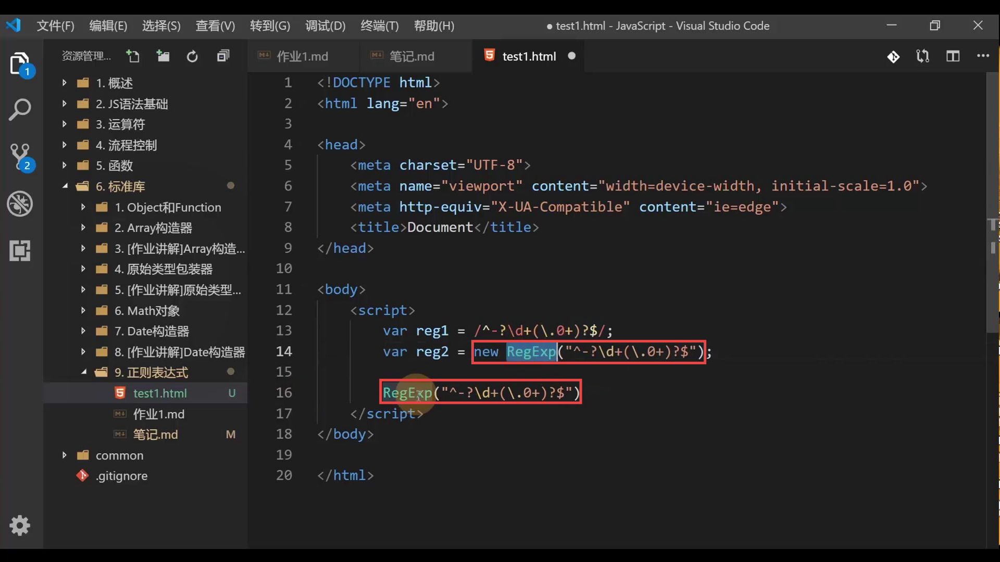 文件(F) 编辑(E) 选择(S) 查看(V) 转到(G) 调试(D) 终端(T) 帮助(H) ● test1.html - JavaScript - Visual Studio Code
资源管理...
作业1.md 笔记.md test1.html ●
1
2
1. 概述
2. JS语法基础
3. 运算符
4. 流程控制
5. 函数
6. 标准库
1. Object和Function
2. Array构造器
3. [作业讲解]Array构造...
4. 原始类型包装器
5. [作业讲解]原始类型...
6. Math对象
7. Date构造器
8. [作业讲解]Date构造器
9. 正则表达式
test1.html U
作业1.md
笔记.md M
common
.gitignore
1 <!DOCTYPE html>
2 <html lang="en">
3
4 <head>
5 <meta charset="UTF-8">
6 <meta name="viewport" content="width=device-width, initial-scale=1.0">
7 <meta http-equiv="X-UA-Compatible" content="ie=edge">
8 <title>Document</title>
9 </head>
10
11 <body>
12 <script>
13 var reg1 = /^-?\d+(\.0+)?$/;
14 var reg2 = new RegExp("^-?\d+(\.0+)?$");
15
16 RegExp("^-?\d+(\.0+)?$")
17 </script>
18 </body>
19
20 </html>